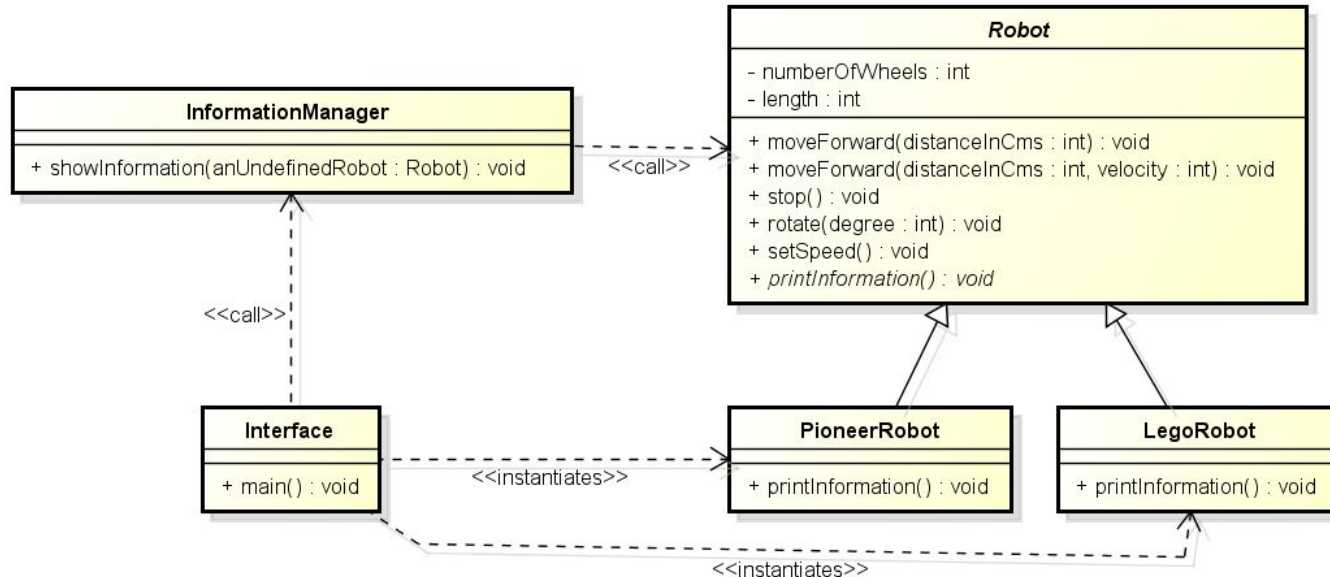 Robot
- numberOfWheels : int
- length : int
+ moveForward(distanceInCms : int) : void
+ moveForward(distanceInCms : int, velocity : int) : void
+ stop() : void
+ rotate(degree : int) : void
+ setSpeed() : void
+ printInformation() : void
InformationManager
+ showInformation(anUndefinedRobot : Robot) : void
<<call>>
<<call>>
Interface
+ main() : void
<<instantiates>>
PioneerRobot
+ printInformation() : void
LegoRobot
+ printInformation() : void
<<instantiates>>